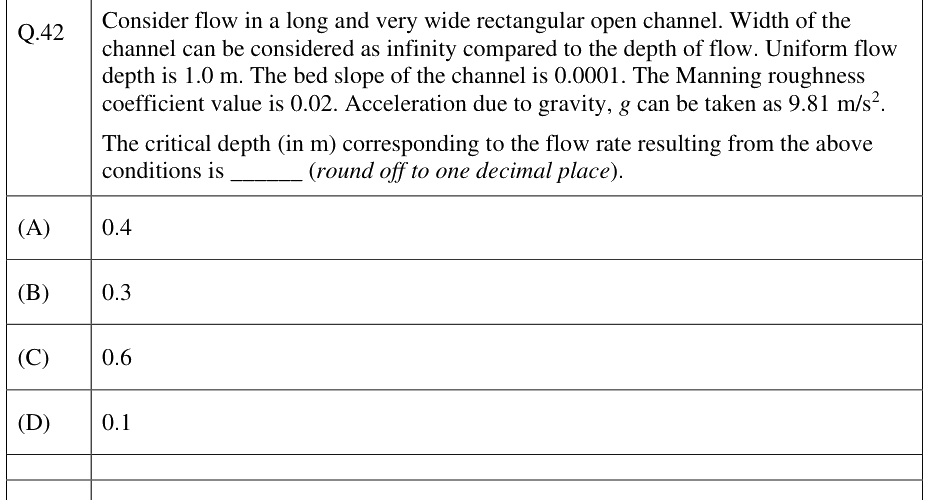 Q.42
Consider flow in a long and very wide rectangular open channel. Width of the
channel can be considered as infinity compared to the depth of flow. Uniform flow
depth is 1.0 m. The bed slope of the channel is 0.0001. The Manning roughness
coefficient value is 0.02. Acceleration due to gravity, g can be taken as 9.81 m/s².
The critical depth (in m) corresponding to the flow rate resulting from the above
conditions is ______ (round off to one decimal place).
(A) 0.4
(B) 0.3
(C) 0.6
(D) 0.1